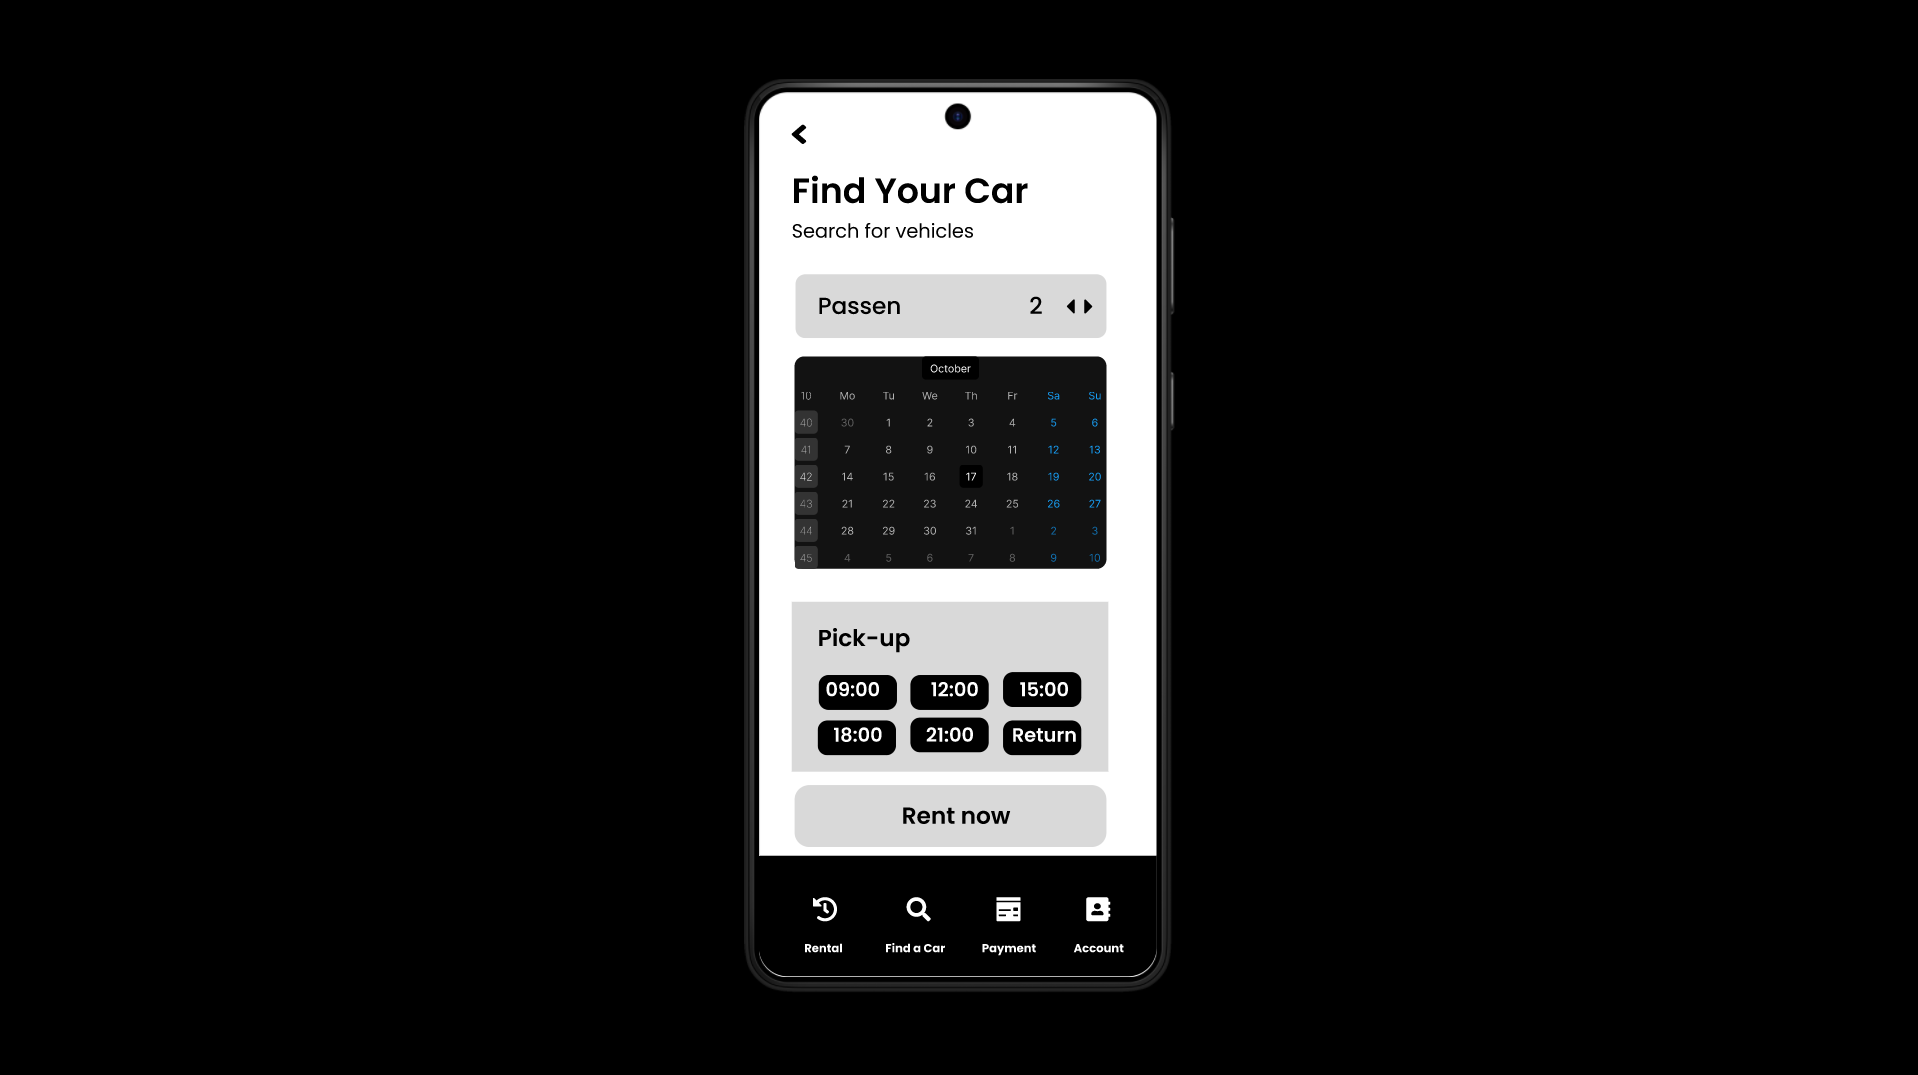 Find Your Car
Search for vehicles
Passen 2
October
10 Mo Tu We Th Fr Sa Su
40 30 1 2 3 4 5 6
41 7 8 9 10 11 12 13
42 14 15 16 17 18 19 20
43 21 22 23 24 25 26 27
44 28 29 30 31 1 2 3
45 4 5 6 7 8 9 10
Pick-up
09:00 12:00 15:00
18:00 21:00 Return
Rent now
Rental Find a Car Payment Account